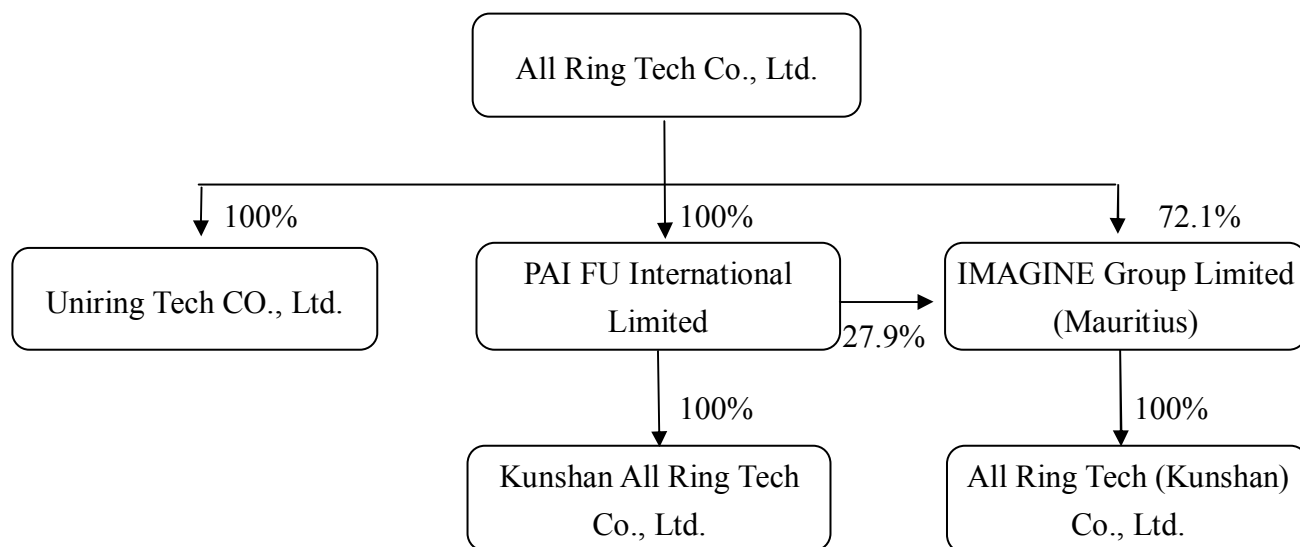 All Ring Tech Co., Ltd.
100%
100%
72.1%
Uniring Tech CO., Ltd.
PAI FU International
Limited
27.9%
IMAGINE Group Limited
(Mauritius)
100%
100%
Kunshan All Ring Tech
Co., Ltd.
All Ring Tech (Kunshan)
Co., Ltd.